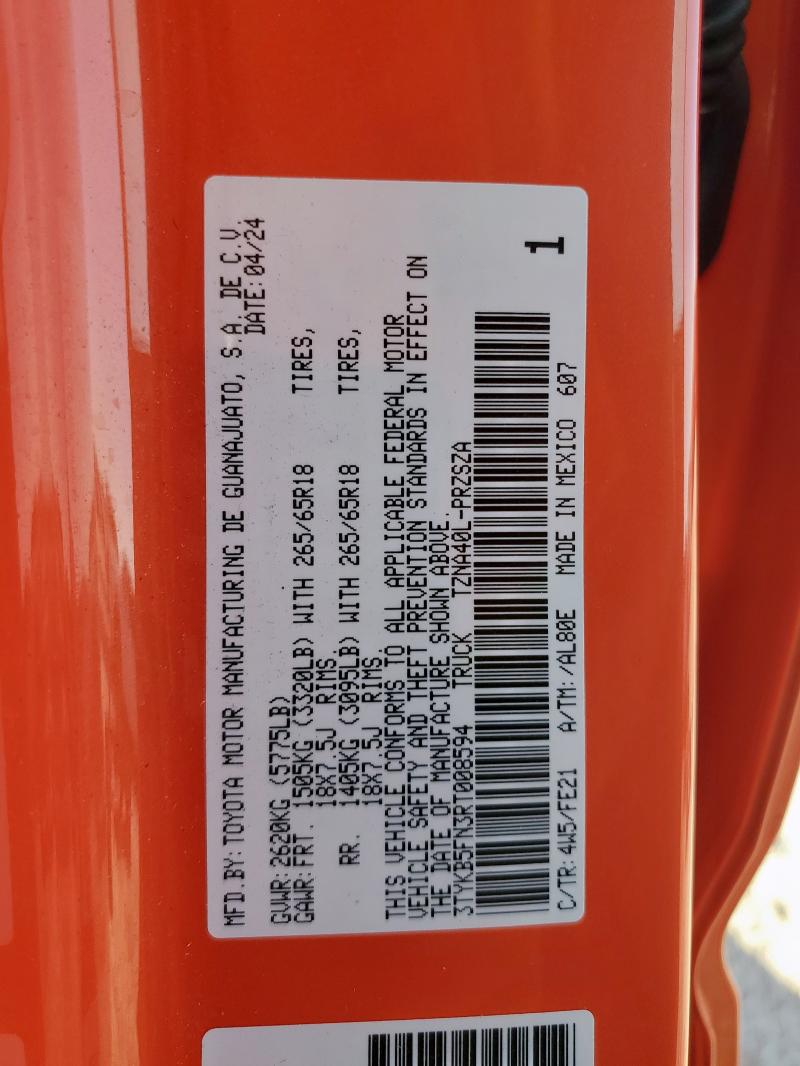 MFD.BY: TOYOTA MOTOR MANUFACTURING DE GUANAJUATO, S.A. DE C.V.
DATE: 04/24
GVWR: 2620KG (5775LB)
GAWR: FRT. 1505KG (3320LB) WITH 265/65R18 TIRES,
18X7.5J RIMS,
RR. 1405KG (3095LB) WITH 265/65R18 TIRES,
18X7.5J RIMS.
THIS VEHICLE CONFORMS TO ALL APPLICABLE FEDERAL MOTOR
VEHICLE SAFETY AND THEFT PREVENTION STANDARDS IN EFFECT ON
THE DATE OF MANUFACTURE SHOWN ABOVE.
3TYKB5FN3RT008594 TRUCK TZNA40L-PRZSZA
C/TR: 4W5/FE21 A/TM: /AL80E MADE IN MEXICO 607
1